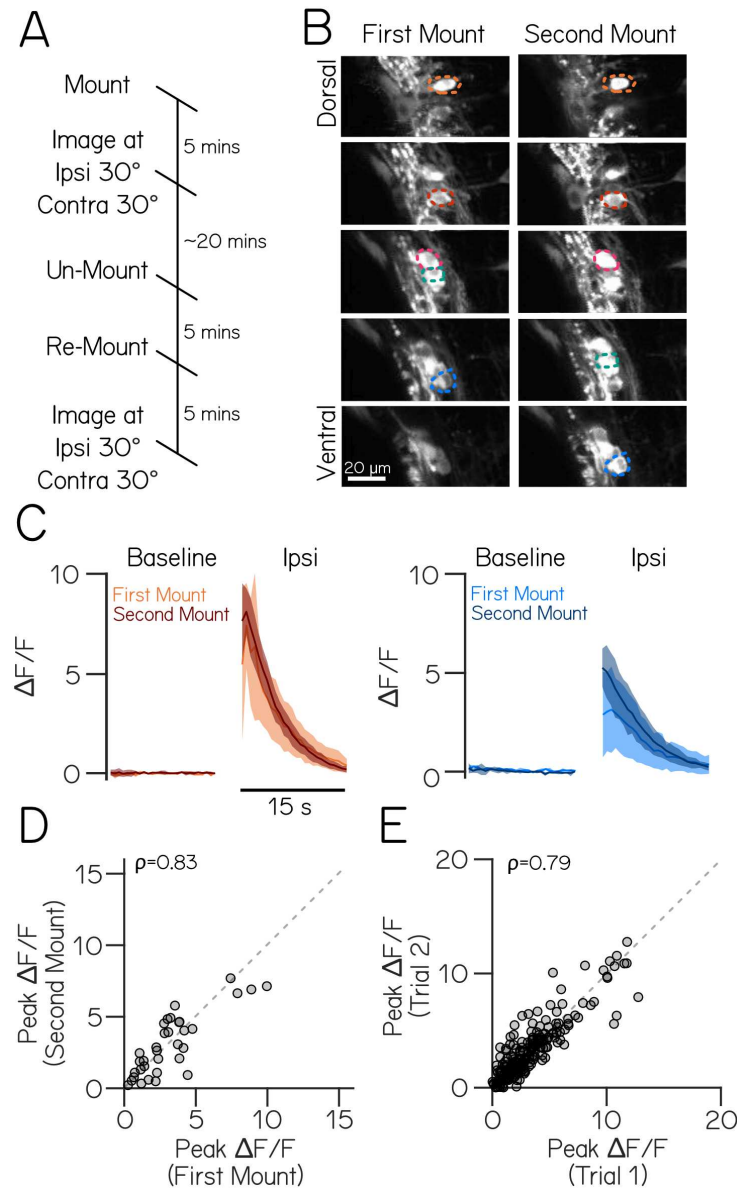 A
Mount
5 mins
Image at
Ipsi 30°
Contra 30°
~20 mins
Un-Mount
5 mins
Re-Mount
5 mins
Image at
Ipsi 30°
Contra 30°
B
First Mount
Second Mount
Dorsal
Ventral
20 µm
C
Baseline
Ipsi
10
First Mount
Second Mount
ΔF/F
5
0
15 s
Baseline
Ipsi
10
First Mount
Second Mount
ΔF/F
5
0
D
ρ=0.83
15
10
5
0
Peak ΔF/F
(Second Mount)
0
5
10
15
Peak ΔF/F
(First Mount)
E
ρ=0.79
20
10
0
Peak ΔF/F
(Trial 2)
0
10
20
Peak ΔF/F
(Trial 1)